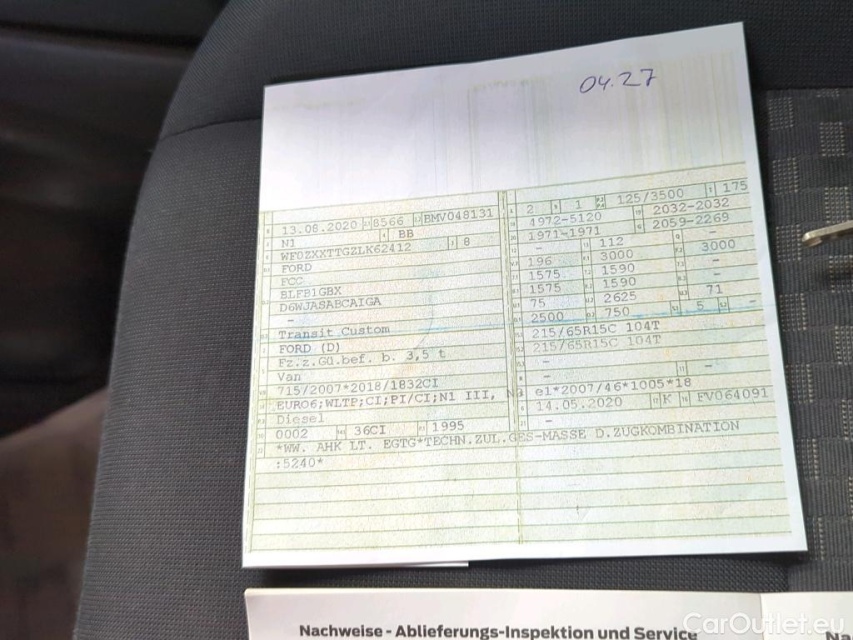 04.27
13.08.2020 8566 BMV048131
N1 BB
WF0ZXXTTGZLK62412 8
FORD
FCC
BLFB1GBX
D6WJASABCAIGA
-
Transit Custom
FORD (D)
Fz.z.Gü.bef. b. 3,5 t
Van
715/2007*2018/1832CI
EURO6;WLTP;CI;PI/CI;N1 III, N3
Diesel
0002 36CI 1995
*WW. AHK LT. EGTG*TECHN.ZUL.GES-MASSE D.ZUGKOMBINATION
:5240*
2 1 125/3500 175
4972-5120 2032-2032
1971-1971 2059-2269
- 112 -
196 3000 3000
1575 1590 -
1575 1590 -
75 2625 71
2500 750 5 -
215/65R15C 104T
215/65R15C 104T
-
- -
e1*2007/46*1005*18
14.05.2020 K FV064091
-
Nachweise - Ablieferungs-Inspektion und Service
Na
CarOutlet.eu